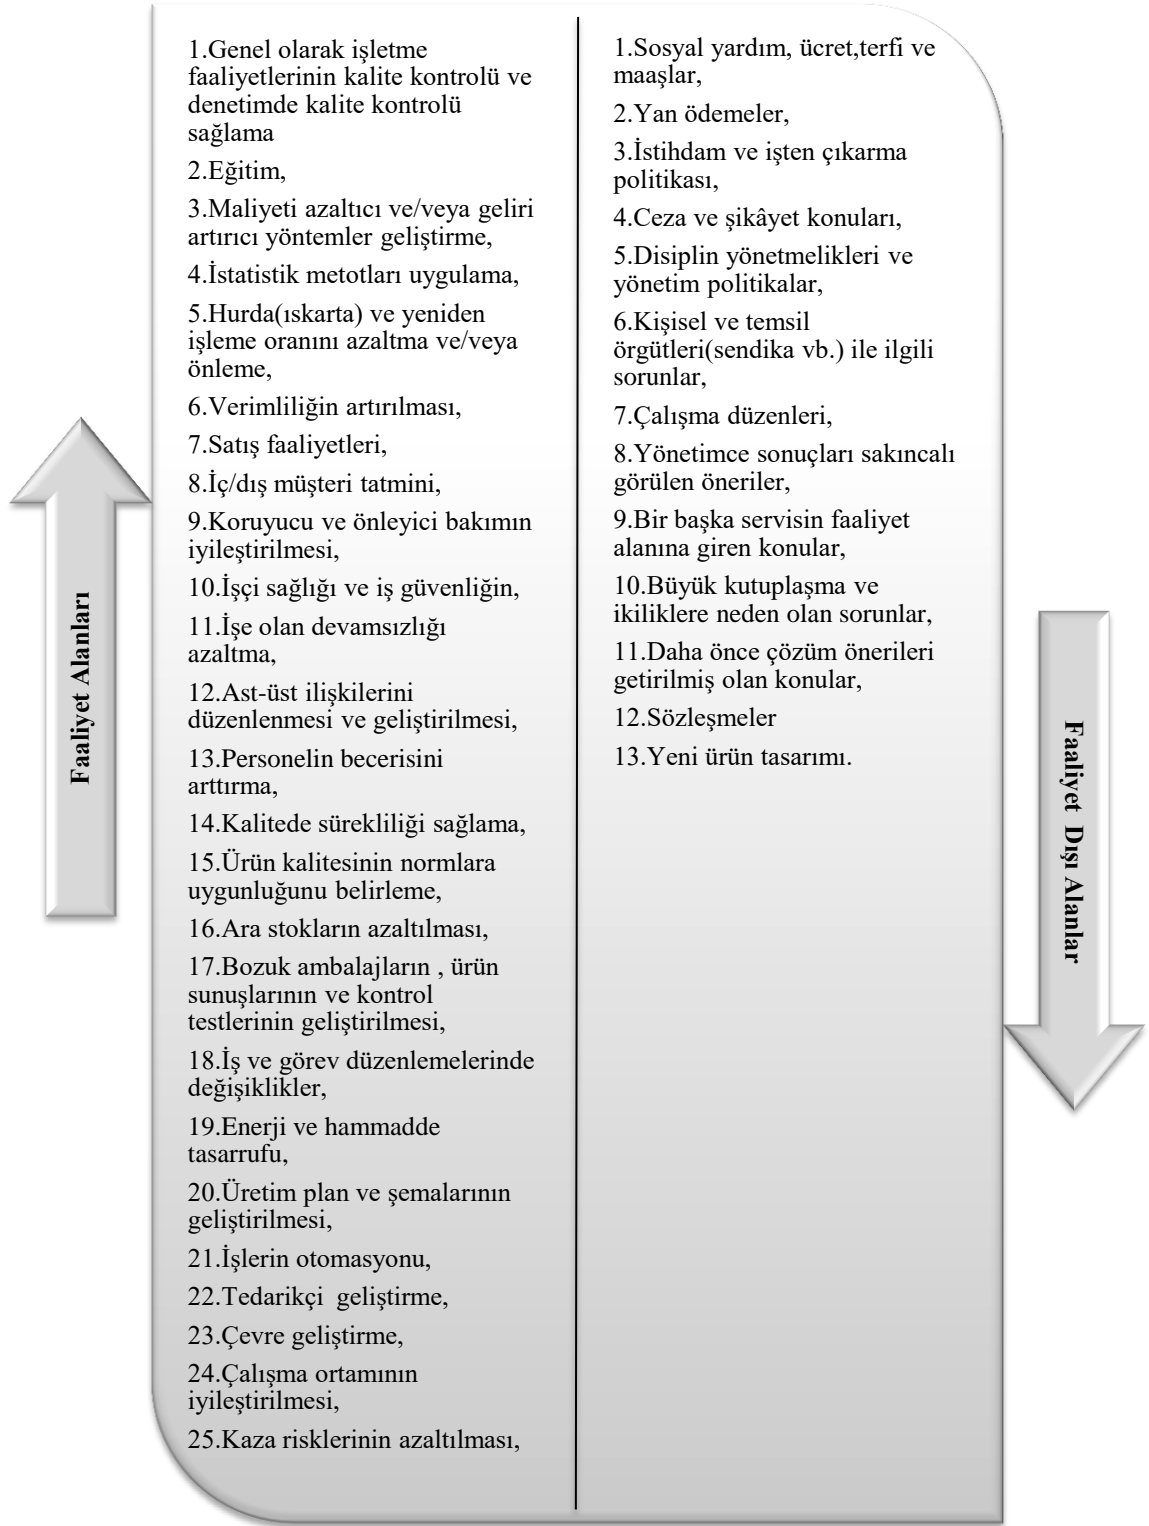 Faaliyet Alanları
1.Genel olarak işletme
faaliyetlerinin kalite kontrolü ve
denetimde kalite kontrolü
sağlama
2.Eğitim,
3.Maliyeti azaltıcı ve/veya geliri
artırıcı yöntemler geliştirme,
4.İstatistik metotları uygulama,
5.Hurda(ıskarta) ve yeniden
işleme oranını azaltma ve/veya
önleme,
6.Verimliliğin artırılması,
7.Satış faaliyetleri,
8.İç/dış müşteri tatmini,
9.Koruyucu ve önleyici bakımın
iyileştirilmesi,
10.İşçi sağlığı ve iş güvenliğin,
11.İşe olan devamsızlığı
azaltma,
12.Ast-üst ilişkilerini
düzenlenmesi ve geliştirilmesi,
13.Personelin becerisini
arttırma,
14.Kalitede sürekliliği sağlama,
15.Ürün kalitesinin normlara
uygunluğunu belirleme,
16.Ara stokların azaltılması,
17.Bozuk ambalajların , ürün
sunuşlarının ve kontrol
testlerinin geliştirilmesi,
18.İş ve görev düzenlemelerinde
değişiklikler,
19.Enerji ve hammadde
tasarrufu,
20.Üretim plan ve şemalarının
geliştirilmesi,
21.İşlerin otomasyonu,
22.Tedarikçi  geliştirme,
23.Çevre geliştirme,
24.Çalışma ortamının
iyileştirilmesi,
25.Kaza risklerinin azaltılması,
1.Sosyal yardım, ücret,terfi ve
maaşlar,
2.Yan ödemeler,
3.İstihdam ve işten çıkarma
politikası,
4.Ceza ve şikâyet konuları,
5.Disiplin yönetmelikleri ve
yönetim politikalar,
6.Kişisel ve temsil
örgütleri(sendika vb.) ile ilgili
sorunlar,
7.Çalışma düzenleri,
8.Yönetimce sonuçları sakıncalı
görülen öneriler,
9.Bir başka servisin faaliyet
alanına giren konular,
10.Büyük kutuplaşma ve
ikiliklere neden olan sorunlar,
11.Daha önce çözüm önerileri
getirilmiş olan konular,
12.Sözleşmeler
13.Yeni ürün tasarımı.
Faaliyet  Dışı Alanlar